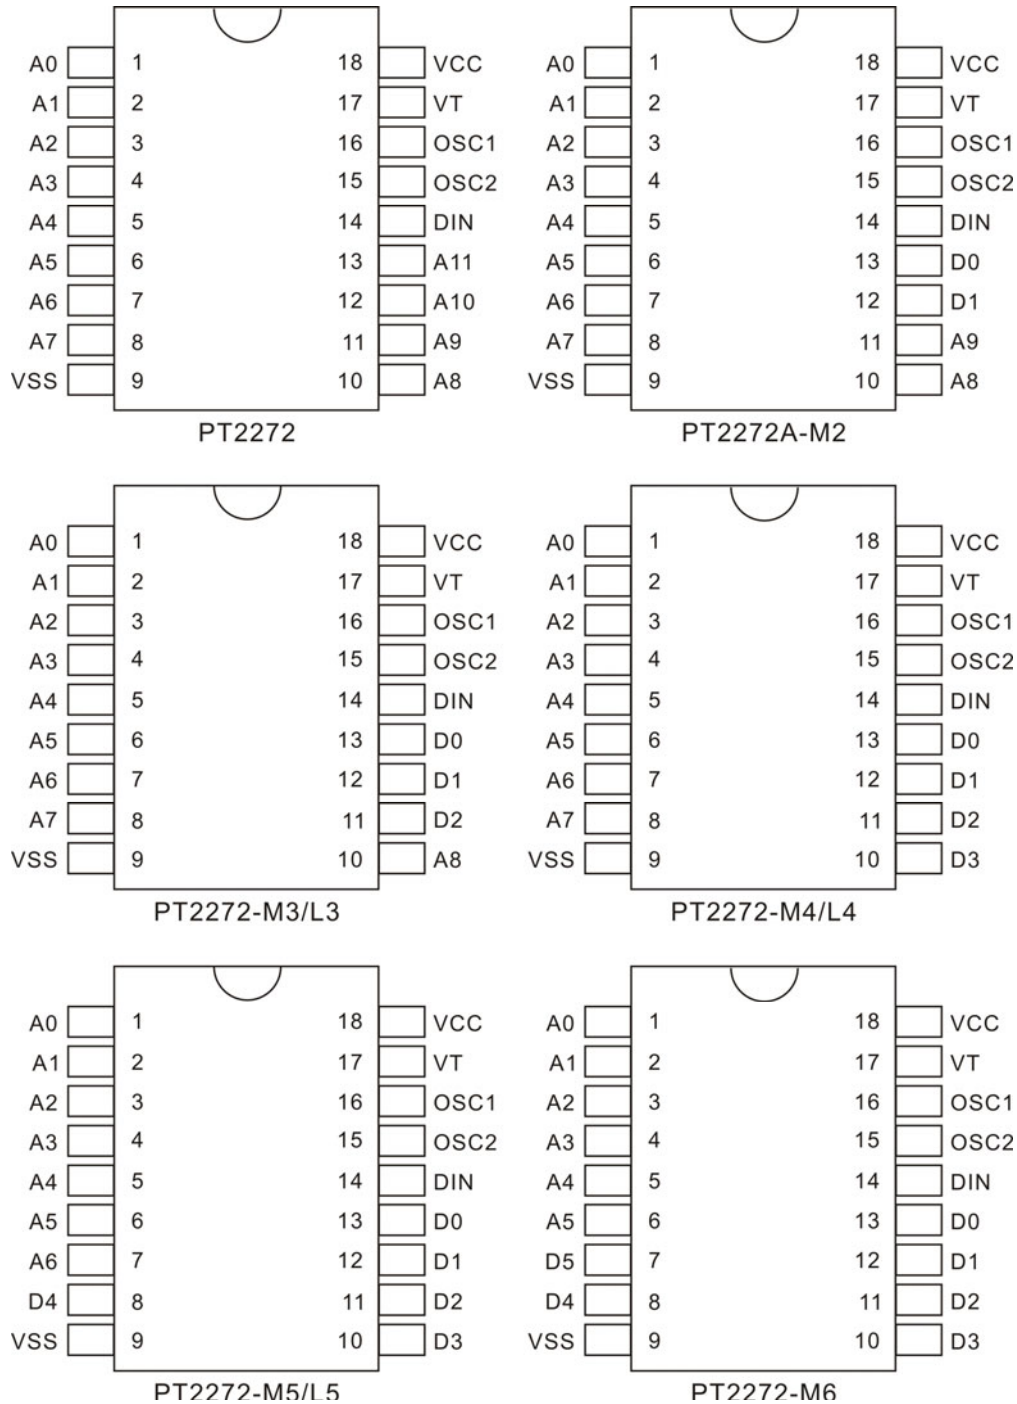 A0 1 18 VCC
A1 2 17 VT
A2 3 16 OSC1
A3 4 15 OSC2
A4 5 14 DIN
A5 6 13 A11
A6 7 12 A10
A7 8 11 A9
VSS 9 10 A8
PT2272
A0 1 18 VCC
A1 2 17 VT
A2 3 16 OSC1
A3 4 15 OSC2
A4 5 14 DIN
A5 6 13 D0
A6 7 12 D1
A7 8 11 A9
VSS 9 10 A8
PT2272A-M2
A0 1 18 VCC
A1 2 17 VT
A2 3 16 OSC1
A3 4 15 OSC2
A4 5 14 DIN
A5 6 13 D0
A6 7 12 D1
A7 8 11 D2
VSS 9 10 A8
PT2272-M3/L3
A0 1 18 VCC
A1 2 17 VT
A2 3 16 OSC1
A3 4 15 OSC2
A4 5 14 DIN
A5 6 13 D0
A6 7 12 D1
A7 8 11 D2
VSS 9 10 D3
PT2272-M4/L4
A0 1 18 VCC
A1 2 17 VT
A2 3 16 OSC1
A3 4 15 OSC2
A4 5 14 DIN
A5 6 13 D0
A6 7 12 D1
D4 8 11 D2
VSS 9 10 D3
PT2272-M5/L5
A0 1 18 VCC
A1 2 17 VT
A2 3 16 OSC1
A3 4 15 OSC2
A4 5 14 DIN
A5 6 13 D0
D5 7 12 D1
D4 8 11 D2
VSS 9 10 D3
PT2272-M6